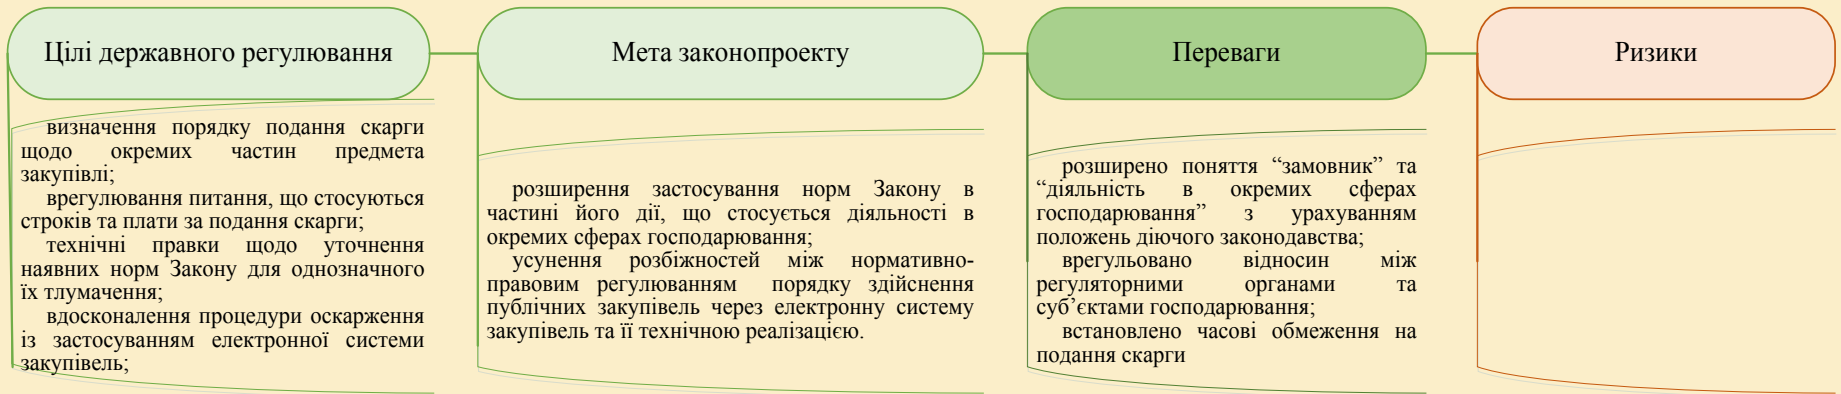 Цілі державного регулювання
визначення порядку подання скарги
щодо окремих частин предмета
закупівлі;
врегулювання питання, що стосуються
строків та плати за подання скарги;
технічні правки щодо уточнення
наявних норм Закону для однозначного
їх тлумачення;
вдосконалення процедури оскарження
із застосуванням електронної системи
закупівель;
Мета законопроекту
розширення застосування норм Закону в
частині його дії, що стосується діяльності в
окремих сферах господарювання;
усунення розбіжностей між нормативно-
правовим регулюванням порядку здійснення
публічних закупівель через електронну систему
закупівель та її технічною реалізацією.
Переваги
розширено поняття “замовник” та
“діяльність в окремих сферах
господарювання” з урахуванням
положень діючого законодавства;
врегульовано відносин між
регуляторними органами та
суб’єктами господарювання;
встановлено часові обмеження на
подання скарги
Ризики